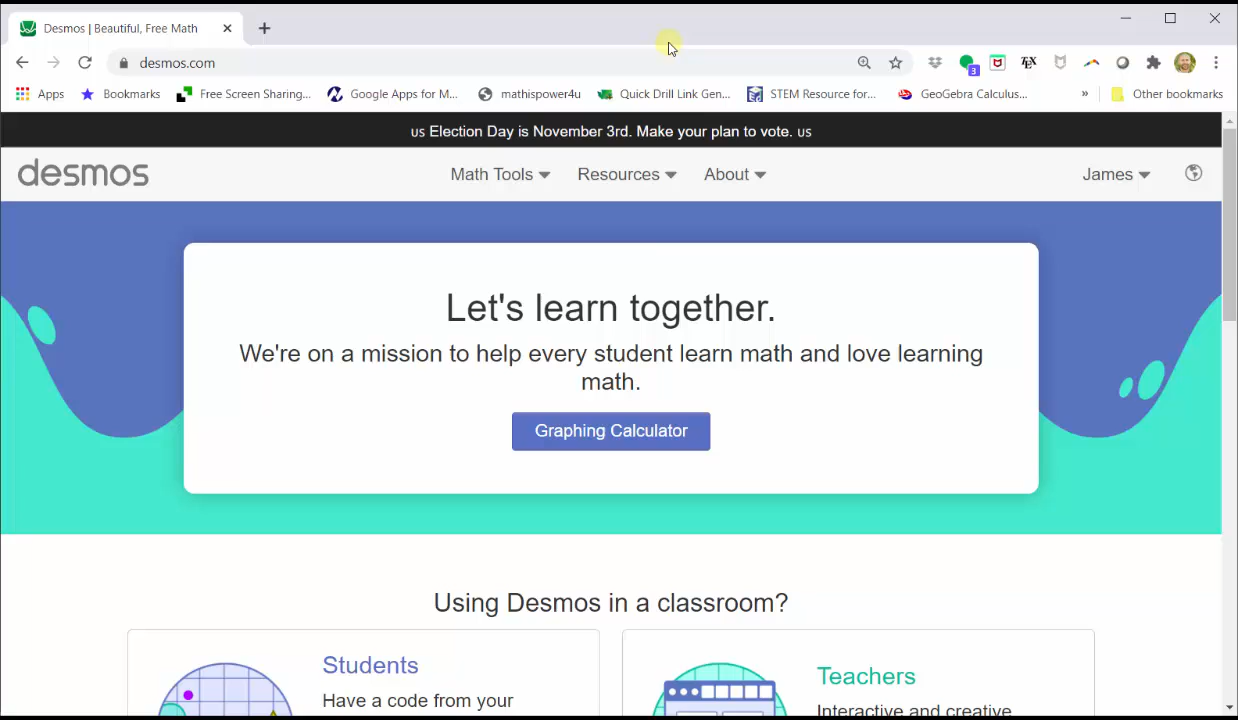 Desmos | Beautiful, Free Math
desmos.com
3
TEX
Apps Bookmarks Free Screen Sharing... Google Apps for M... mathispower4u Quick Drill Link Gen... STEM Resource for... GeoGebra Calculus... » Other bookmarks
us Election Day is November 3rd. Make your plan to vote. us
desmos Math Tools Resources About James
Let's learn together.
We're on a mission to help every student learn math and love learning
math.
Graphing Calculator
Using Desmos in a classroom?
Students
Teachers
Have a code from your
Interactive and creative